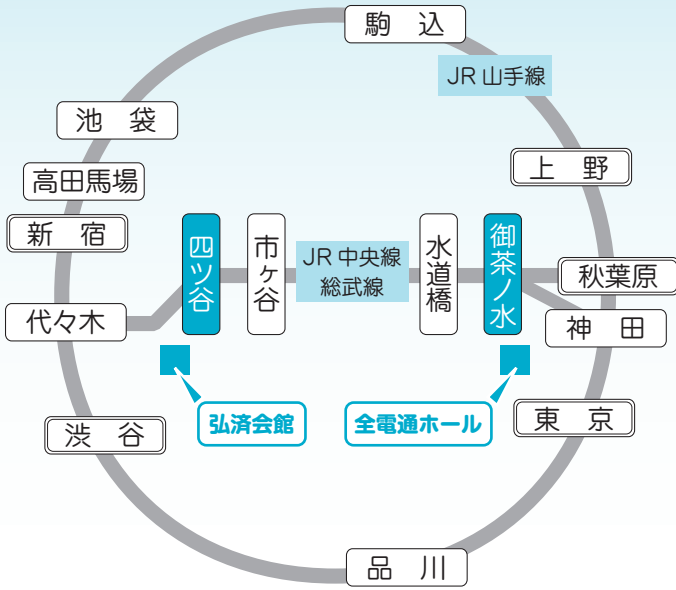 駒込
JR 山手線
池袋
上野
高田馬場
新宿
四ツ谷
市ヶ谷
JR 中央線
総武線
水道橋
御茶ノ水
秋葉原
代々木
神田
弘済会館
全電通ホール
渋谷
東京
品川